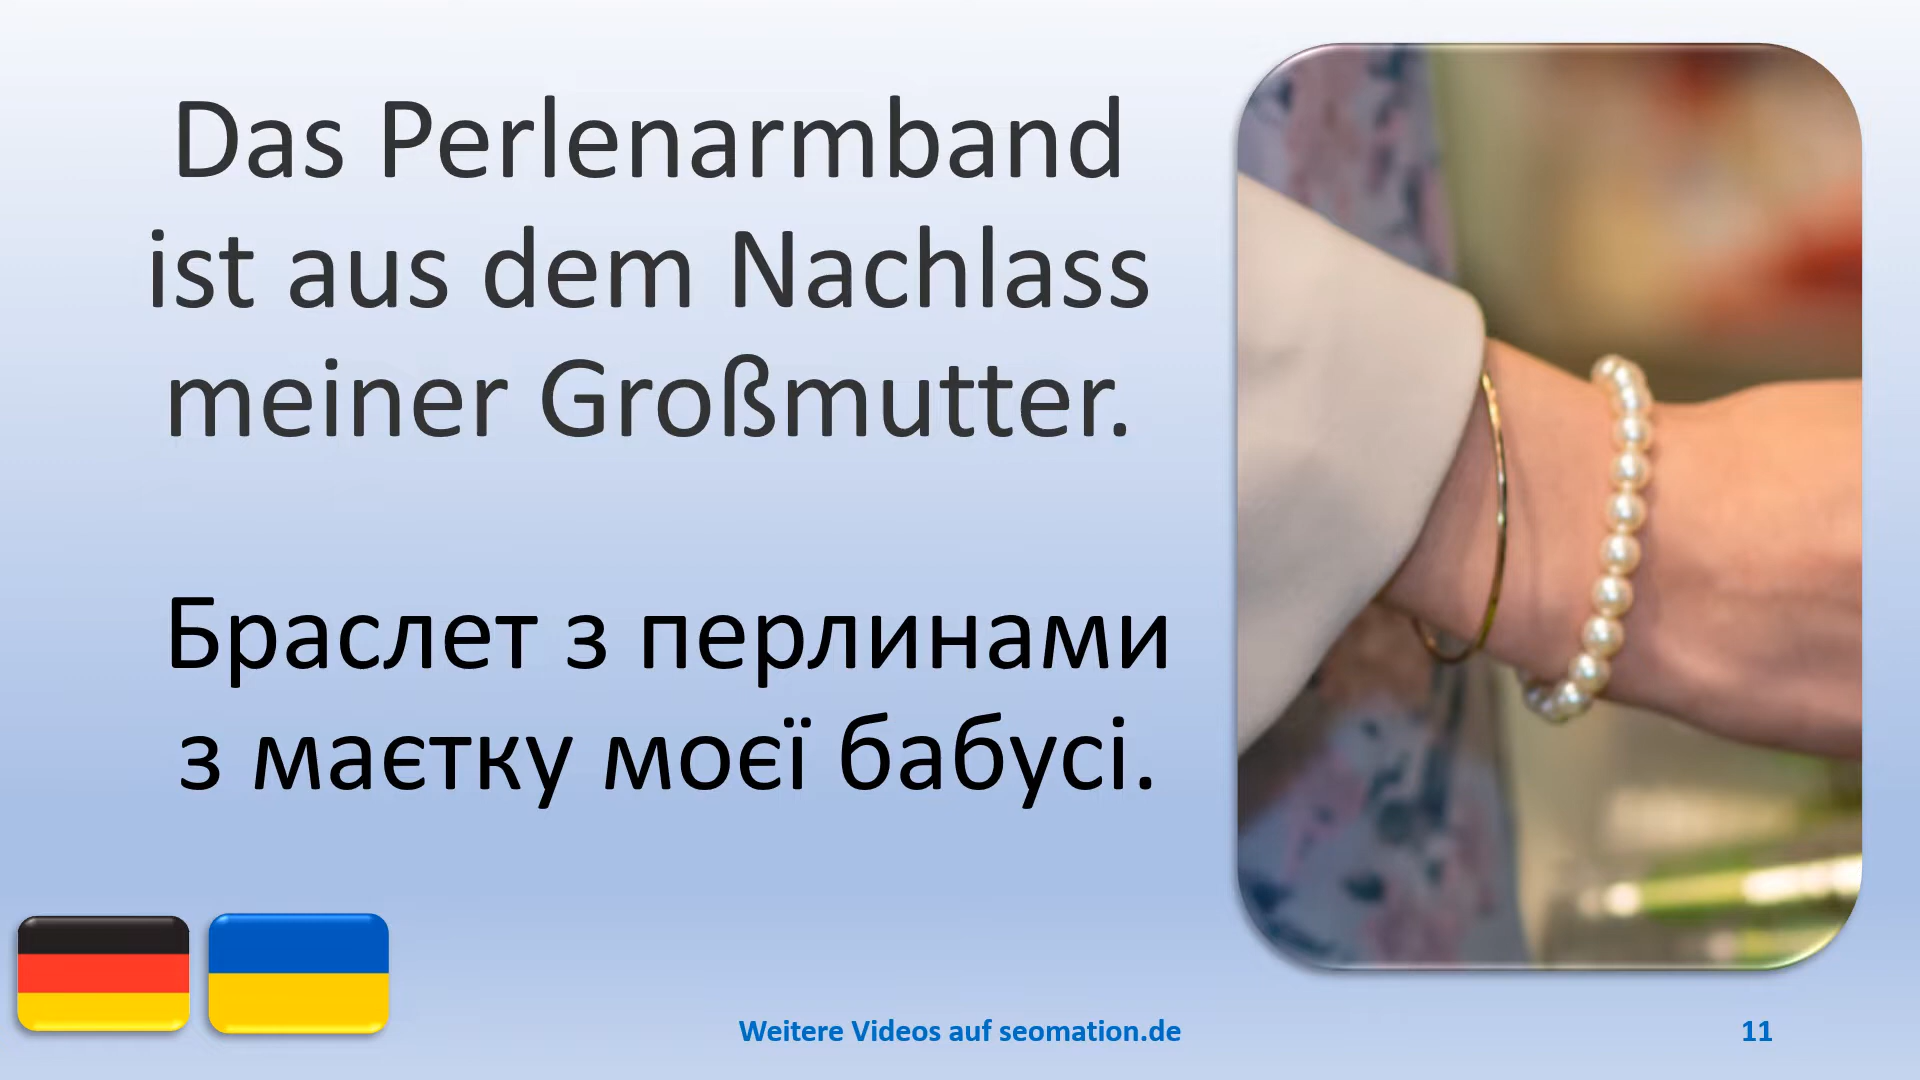 Das Perlenarmband
ist aus dem Nachlass
meiner Großmutter.
Браслет з перлинами
з маєтку моєї бабусі.
Weitere Videos auf seomation.de
11